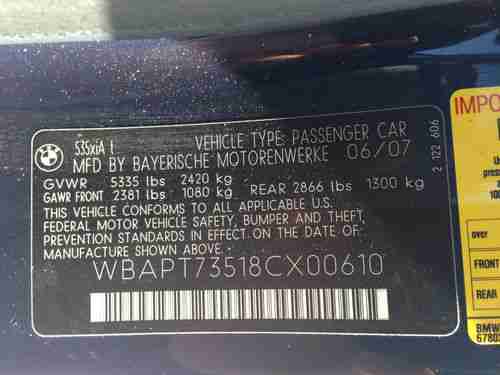 BMW
535xiA I
VEHICLE TYPE: PASSENGER CAR
MFD BY BAYERISCHE MOTORENWERKE 06/07
GVWR 5335 lbs 2420 kg
GAWR FRONT 2381 lbs 1080 kg REAR 2866 lbs 1300 kg
THIS VEHICLE CONFORMS TO ALL APPLICABLE U.S.
FEDERAL MOTOR VEHICLE SAFETY, BUMPER AND THEFT
PREVENTION STANDARDS IN EFFECT ON THE DATE OF
MANUFACTURE SHOWN ABOVE.
WBAPT73518CX00610
2 122 606
over
FRONT
REAR
BMW